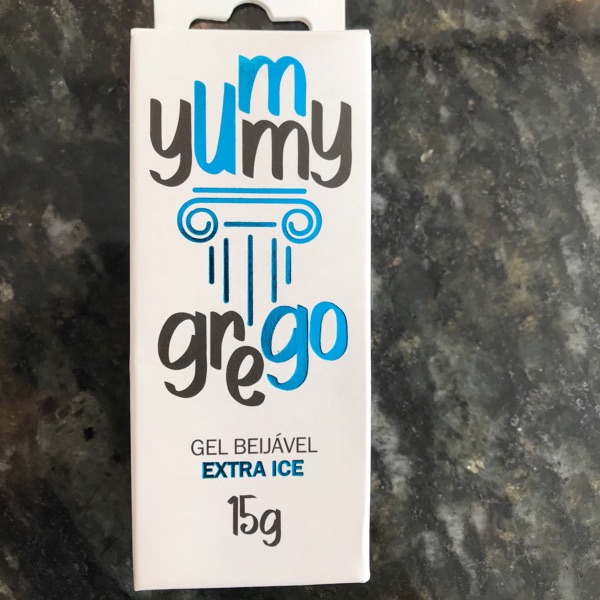 yummy
grego
GEL BEIJÁVEL
EXTRA ICE
15g